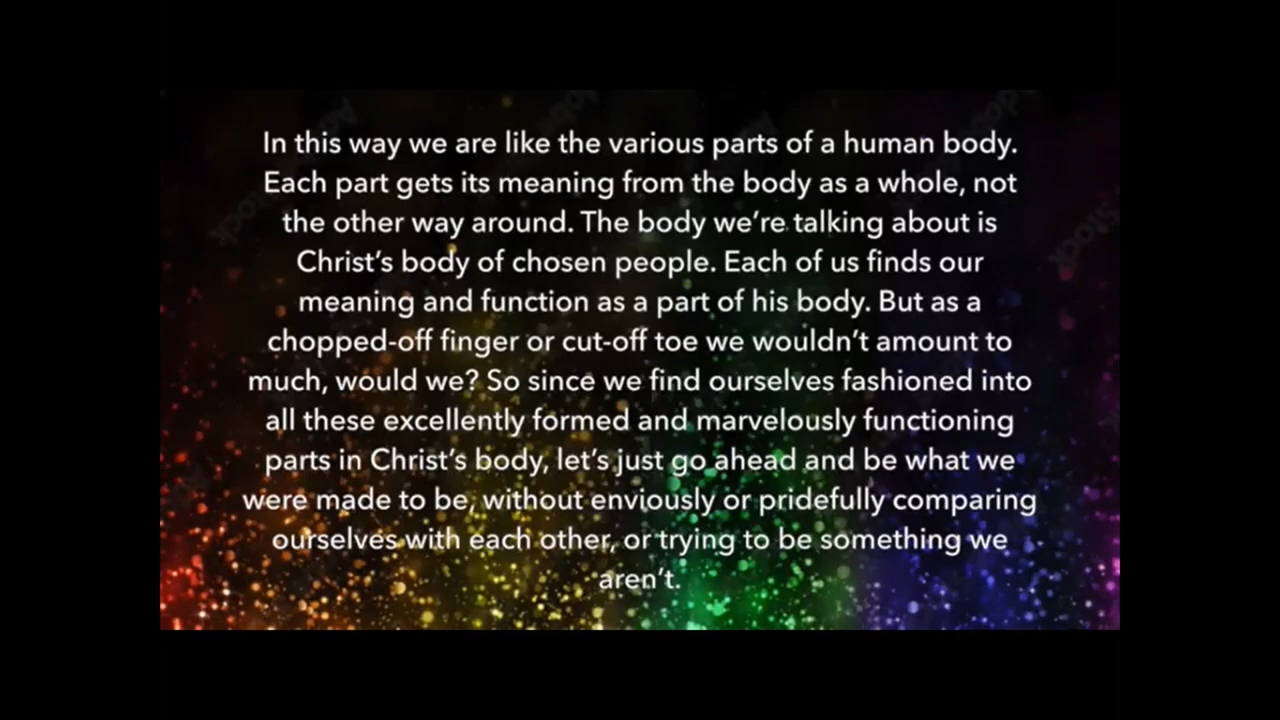 In this way we are like the various parts of a human body.
Each part gets its meaning from the body as a whole, not
the other way around. The body we’re talking about is
Christ’s body of chosen people. Each of us finds our
meaning and function as a part of his body. But as a
chopped-off finger or cut-off toe we wouldn’t amount to
much, would we? So since we find ourselves fashioned into
all these excellently formed and marvelously functioning
parts in Christ’s body, let’s just go ahead and be what we
were made to be, without enviously or pridefully comparing
ourselves with each other, or trying to be something we
aren’t.